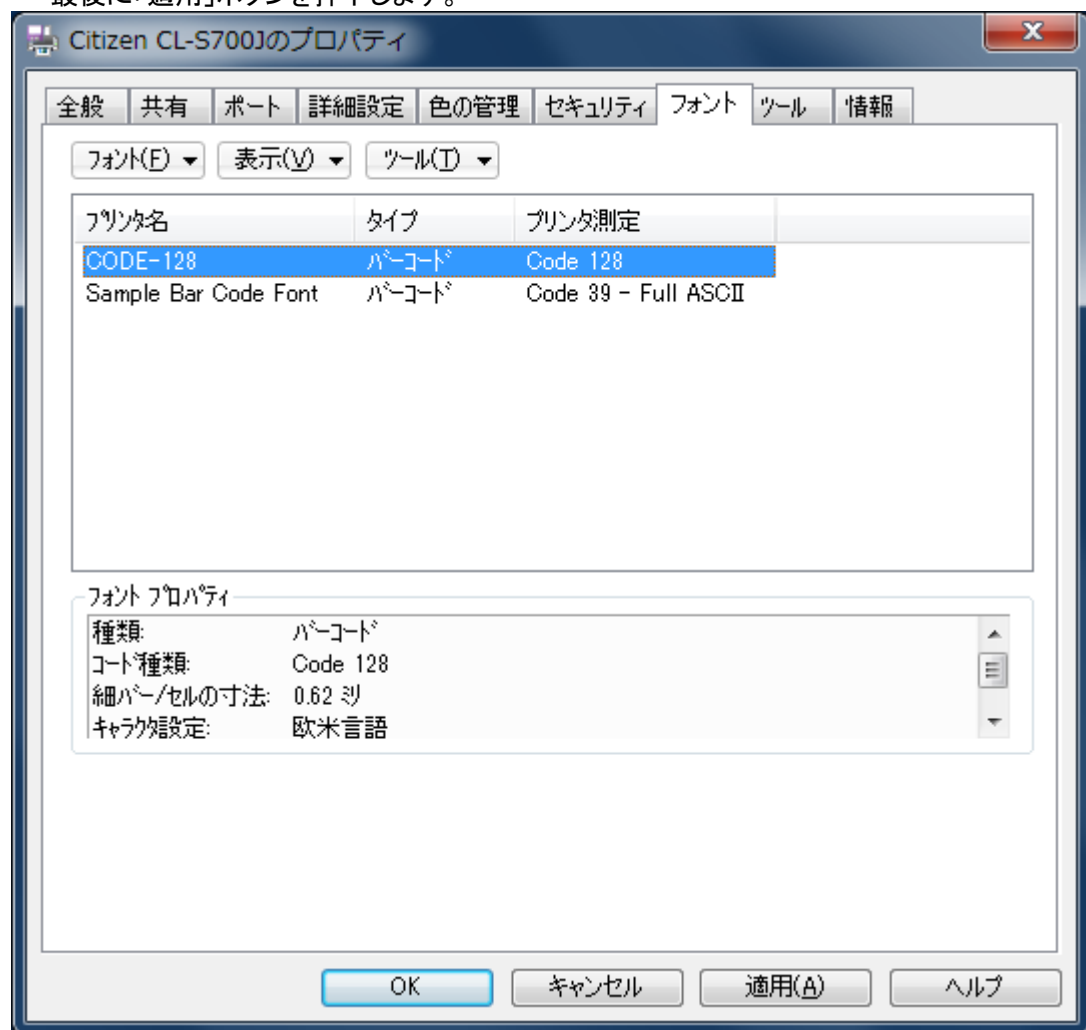 最後に「適用」ボタンを押下します。
Citizen CL-S700Jのプロパティ
全般 共有 ポート 詳細設定 色の管理 セキュリティ フォント ツール 情報
フォント(F) 表示(V) ツール(T)
プリンタ名 タイプ プリンタ測定
CODE-128 バーコード Code 128
Sample Bar Code Font バーコード Code 39 - Full ASCII
フォント プロパティ
種類: バーコード
コード種類: Code 128
細バー/セルの寸法: 0.62 ミリ
キャラクタ設定: 欧米言語
OK キャンセル 適用(A) ヘルプ